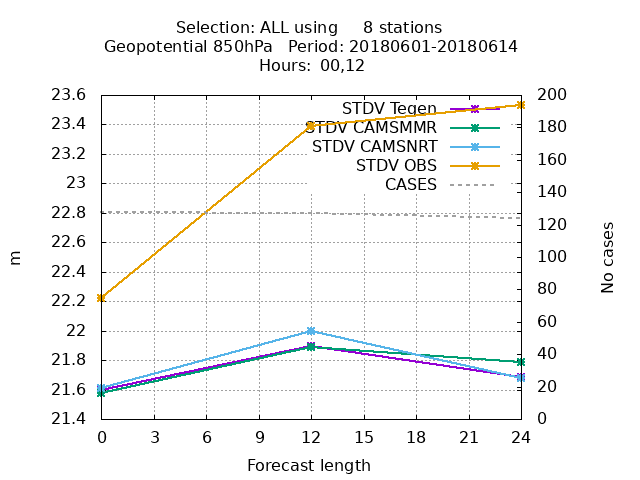 Selection: ALL using     8 stations
Geopotential 850hPa   Period: 20180601-20180614
Hours: 00,12
23.6
23.4
23.2
23
22.8
22.6
22.4
22.2
22
21.8
21.6
21.4
m
STDV Tegen
STDV CAMSMMR
STDV CAMSNRT
STDV OBS
CASES
200
180
160
140
120
100
80
60
40
20
0
No cases
0 3 6 9 12 15 18 21 24
Forecast length